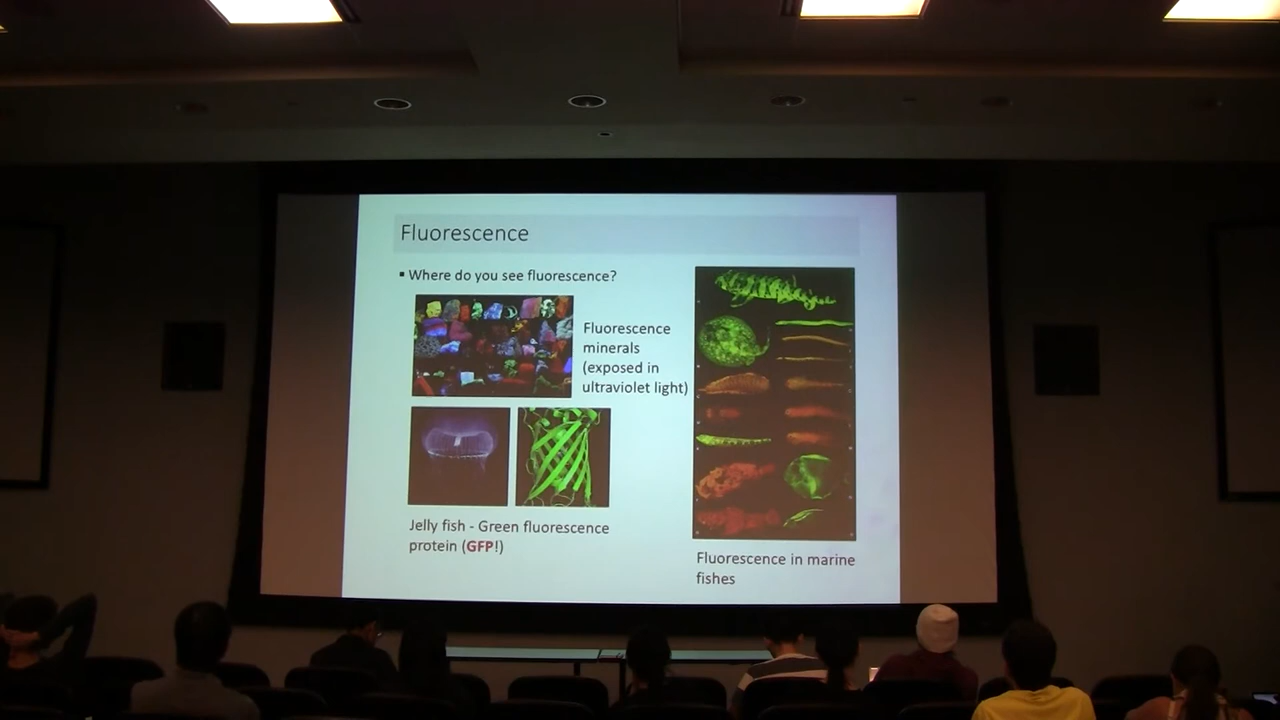 Fluorescence
▪ Where do you see fluorescence?
Fluorescence
minerals
(exposed in
ultraviolet light)
Jelly fish - Green fluorescence
protein (GFP!)
Fluorescence in marine
fishes